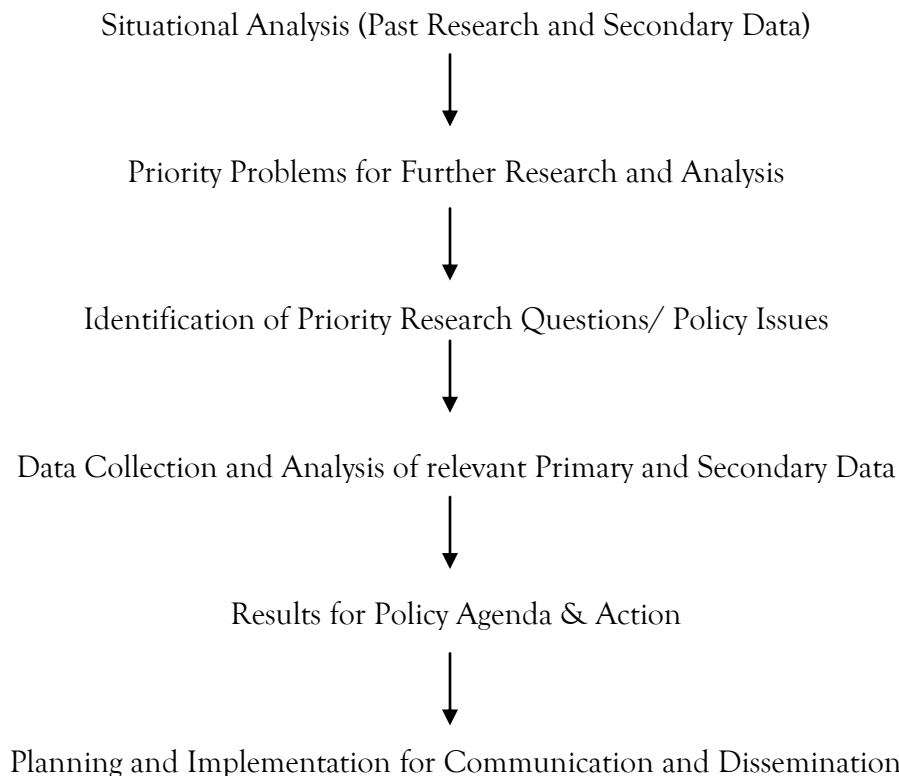 Situational Analysis (Past Research and Secondary Data)
Priority Problems for Further Research and Analysis
Identification of Priority Research Questions/ Policy Issues
Data Collection and Analysis of relevant Primary and Secondary Data
Results for Policy Agenda & Action
Planning and Implementation for Communication and Dissemination